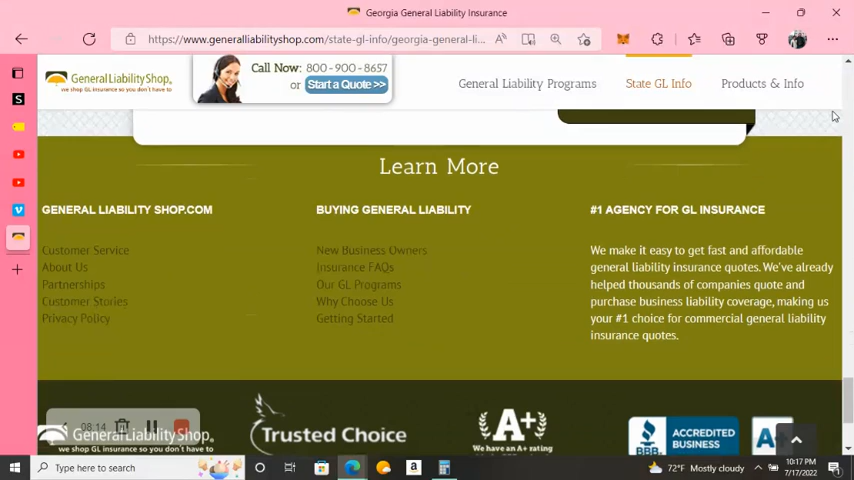 Georgia General Liability Insurance
https://www.generalliabilityshop.com/state-gl-info/georgia-general-li...
GeneralLiabilityShop.
we shop GL insurance so you don't have to
Call Now: 800-900-8657
or Start a Quote >>
General Liability Programs
State GL Info
Products & Info
Learn More
GENERAL LIABILITY SHOP.COM
Customer Service
About Us
Partnerships
Customer Stories
Privacy Policy
BUYING GENERAL LIABILITY
New Business Owners
Insurance FAQs
Our GL Programs
Why Choose Us
Getting Started
#1 AGENCY FOR GL INSURANCE
We make it easy to get fast and affordable
general liability insurance quotes. We've already
helped thousands of companies quote and
purchase business liability coverage, making us
your #1 choice for commercial general liability
insurance quotes.
08:14
GeneralLiabilityShop.
we shop GL insurance so you don't have to
Trusted Choice
A+
We have an A+ rating
BBB
ACCREDITED
BUSINESS
A+
Type here to search
72°F Mostly cloudy
10:17 PM
7/17/2022